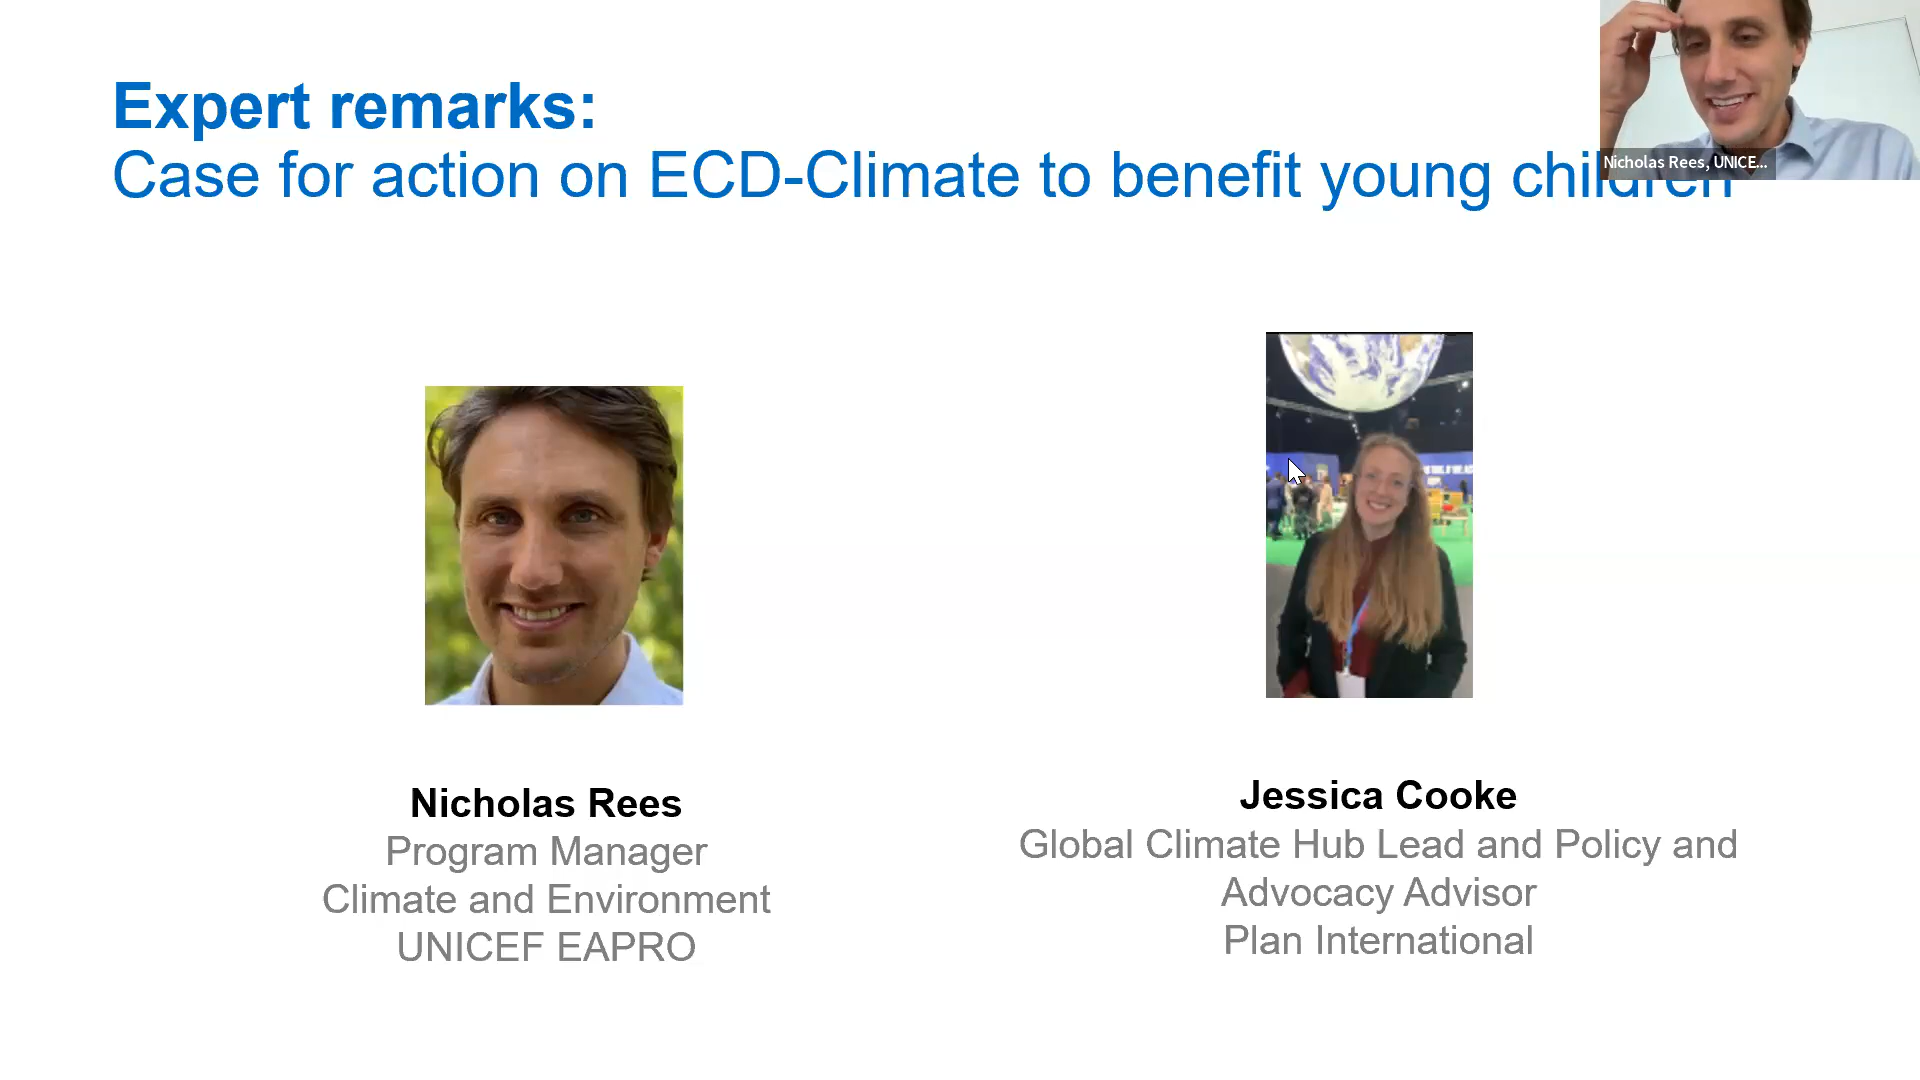 Expert remarks:
Case for action on ECD-Climate to benefit young children
Nicholas Rees, UNICE...
Nicholas Rees
Program Manager
Climate and Environment
UNICEF EAPRO
Jessica Cooke
Global Climate Hub Lead and Policy and
Advocacy Advisor
Plan International